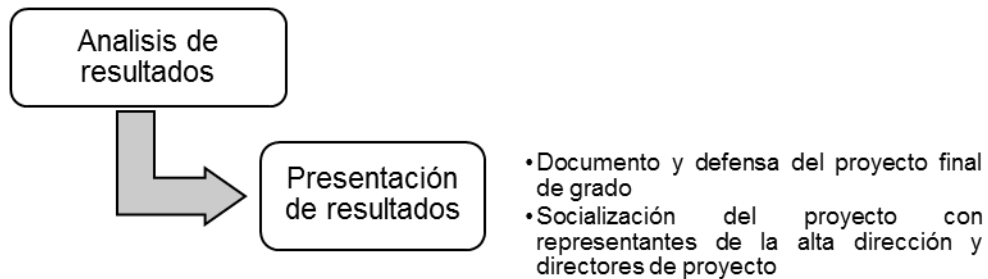 Analisis de
resultados
Presentación
de resultados
•Documento y defensa del proyecto final
de grado
•Socialización del proyecto con
representantes de la alta dirección y
directores de proyecto